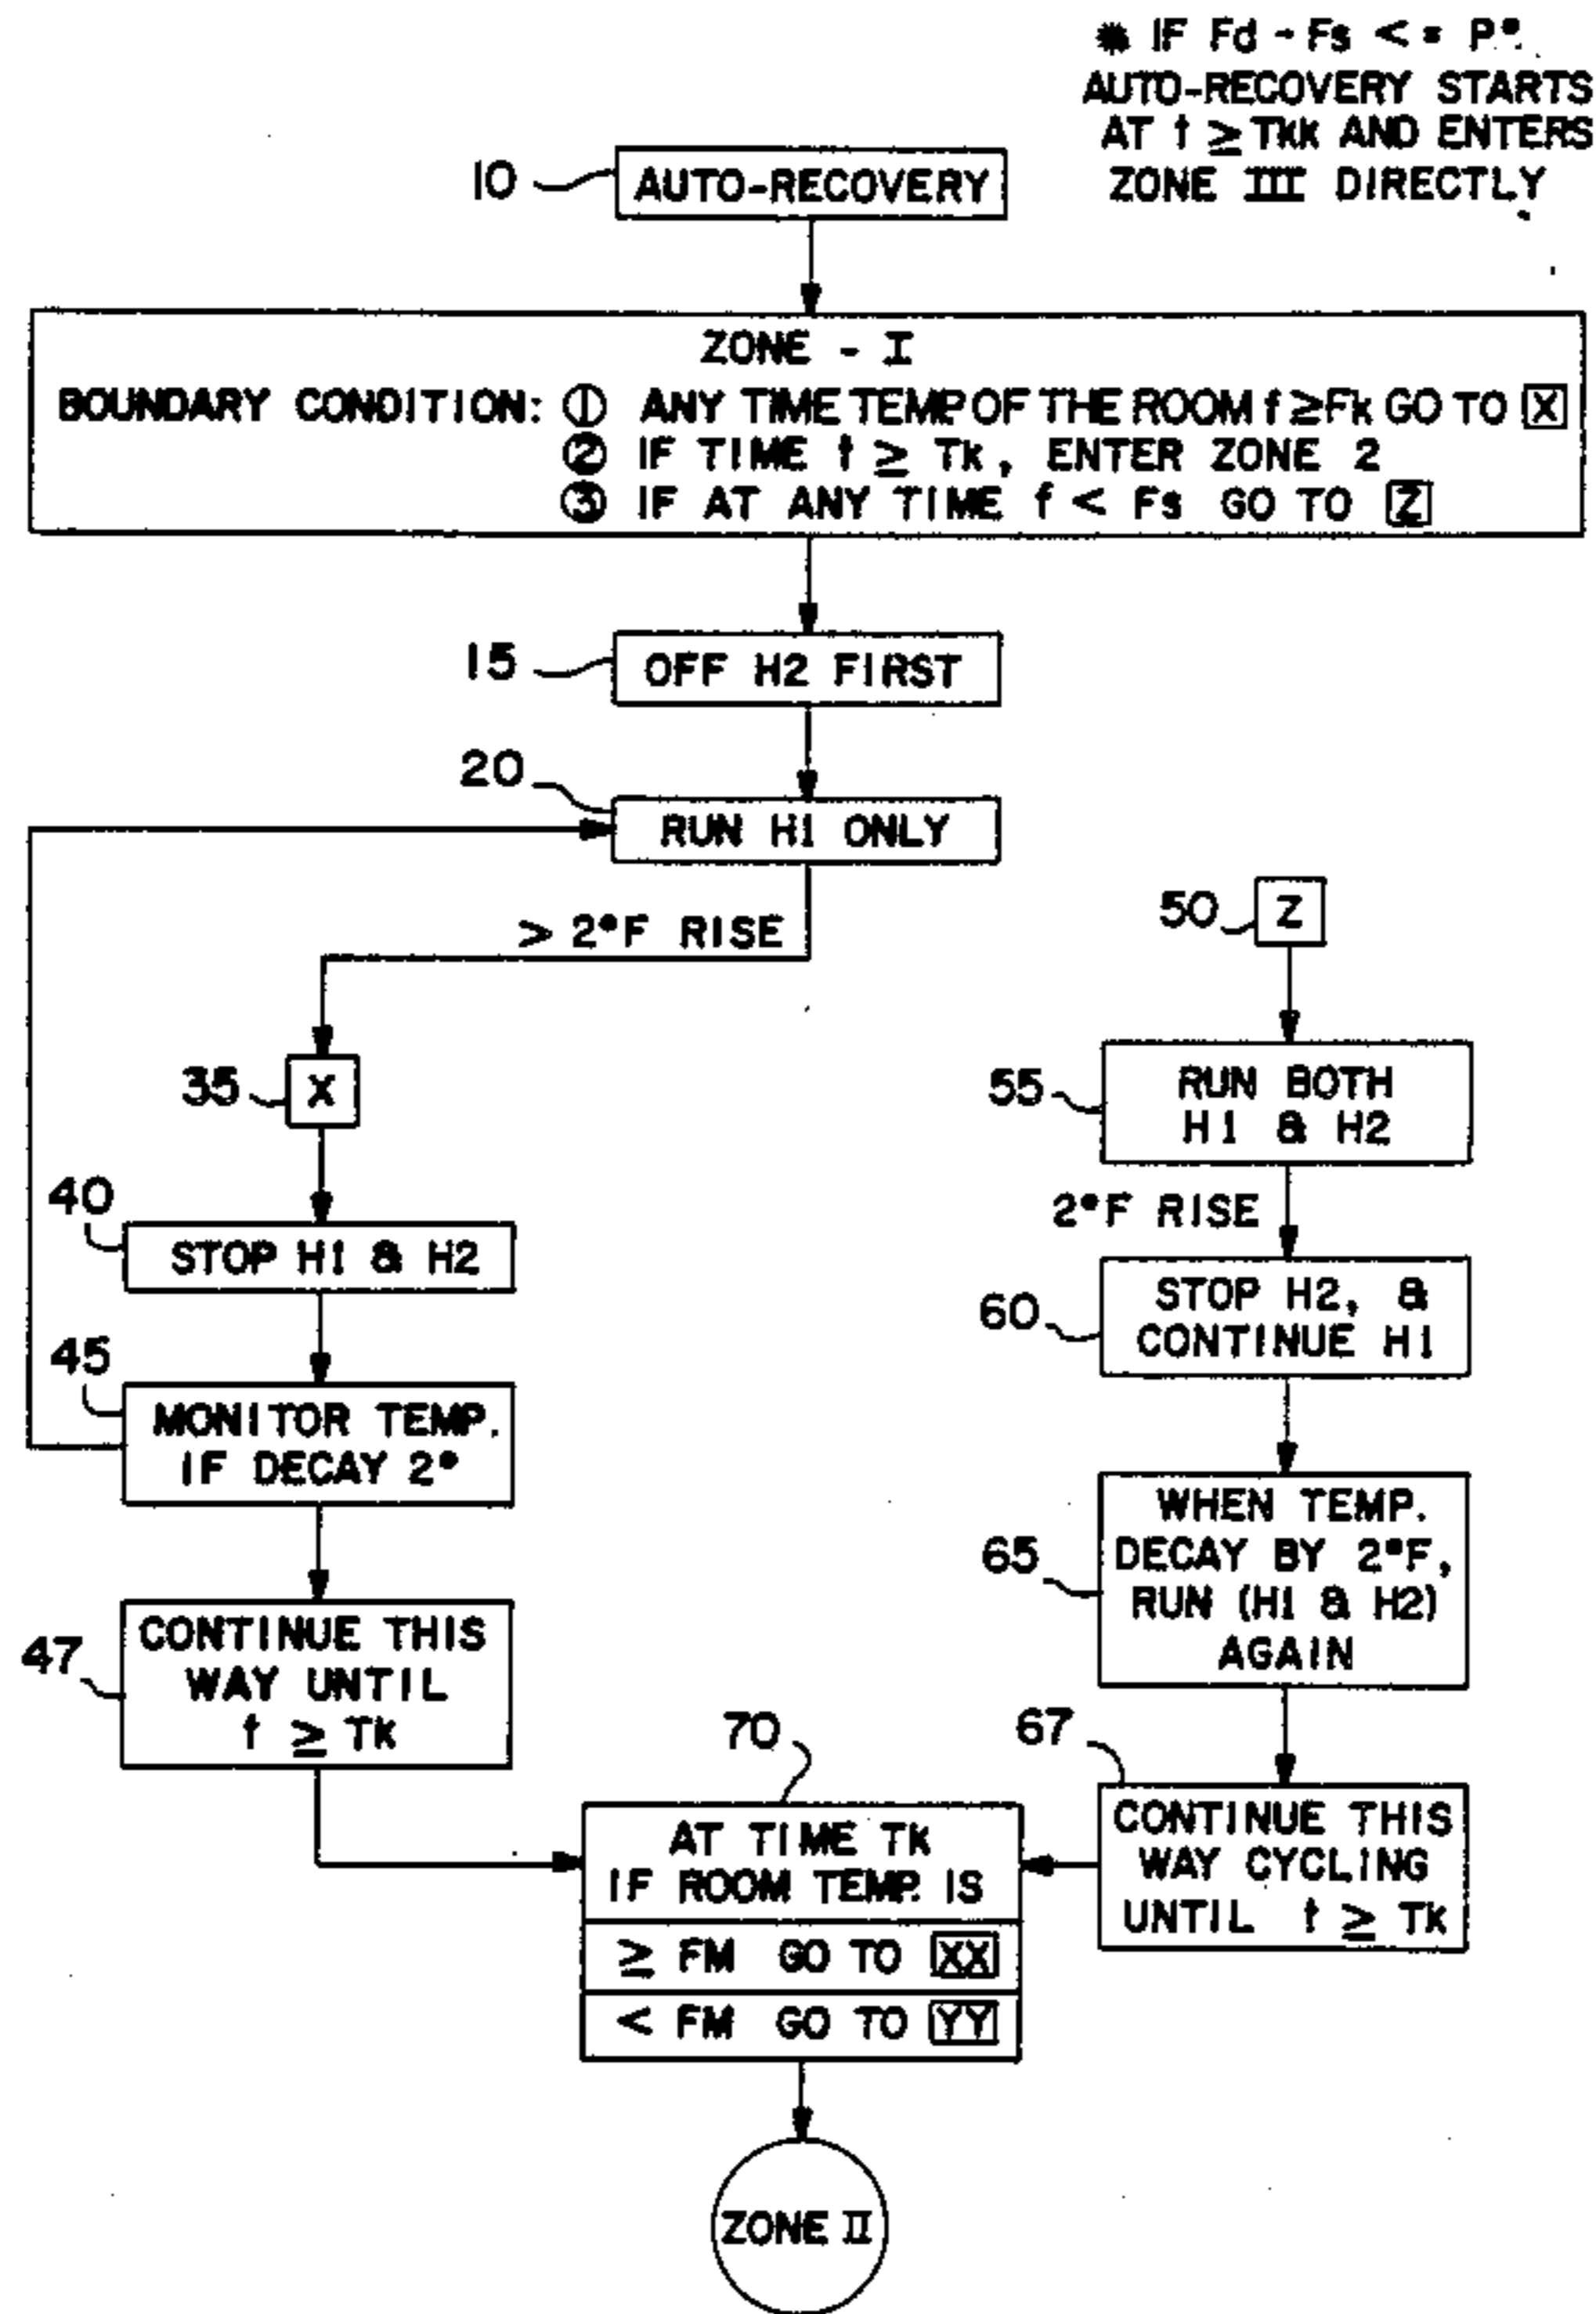 * IF Fd - Fs <= P°.
AUTO-RECOVERY STARTS
AT t ≥ TKK AND ENTERS
ZONE III DIRECTLY
10
AUTO-RECOVERY
ZONE - I
BOUNDARY CONDITION: ① ANY TIME TEMP OF THE ROOM f ≥ Fk GO TO X
② IF TIME t ≥ Tk, ENTER ZONE 2
③ IF AT ANY TIME f < Fs GO TO Z
15
OFF H2 FIRST
20
RUN H1 ONLY
> 2°F RISE
35
X
40
STOP H1 & H2
45
MONITOR TEMP.
IF DECAY 2°
47
CONTINUE THIS
WAY UNTIL
t ≥ TK
50
Z
55
RUN BOTH
H1 & H2
2°F RISE
60
STOP H2, &
CONTINUE H1
65
WHEN TEMP.
DECAY BY 2°F,
RUN (H1 & H2)
AGAIN
67
CONTINUE THIS
WAY CYCLING
UNTIL t ≥ TK
70
AT TIME TK
IF ROOM TEMP. IS
≥ FM GO TO XX
< FM GO TO YY
ZONE II